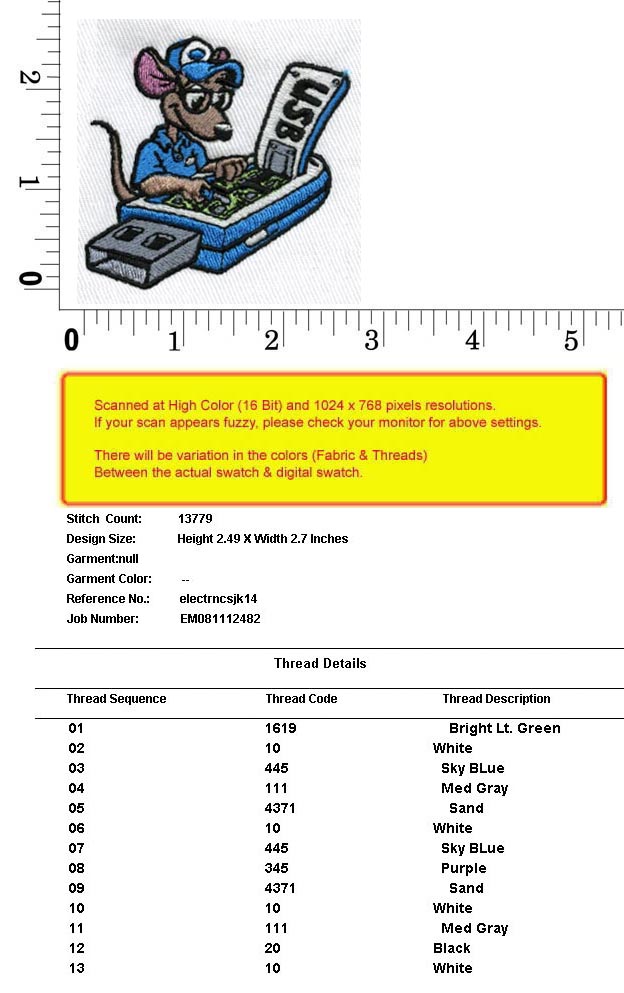 USB
2
1
0
0 1 2 3 4 5
Scanned at High Color (16 Bit) and 1024 x 768 pixels resolutions.
If your scan appears fuzzy, please check your monitor for above settings.
There will be variation in the colors (Fabric & Threads)
Between the actual swatch & digital swatch.
Stitch Count: 13779
Design Size: Height 2.49 X Width 2.7 Inches
Garment:null
Garment Color: --
Reference No.: electrncsjk14
Job Number: EM081112482
Thread Details
Thread Sequence Thread Code Thread Description
01 1619 Bright Lt. Green
02 10 White
03 445 Sky BLue
04 111 Med Gray
05 4371 Sand
06 10 White
07 445 Sky BLue
08 345 Purple
09 4371 Sand
10 10 White
11 111 Med Gray
12 20 Black
13 10 White